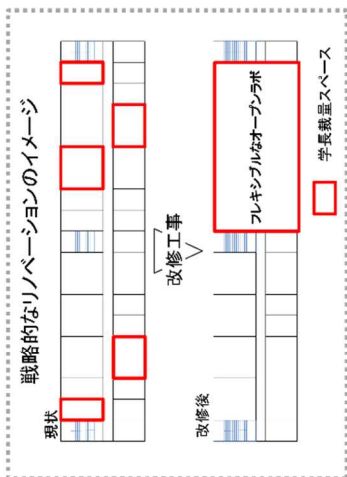 戦略的なリノベーションのイメージ
現状
改修工事
改修後
フレキシブルなオープンラボ
学長裁量スペース